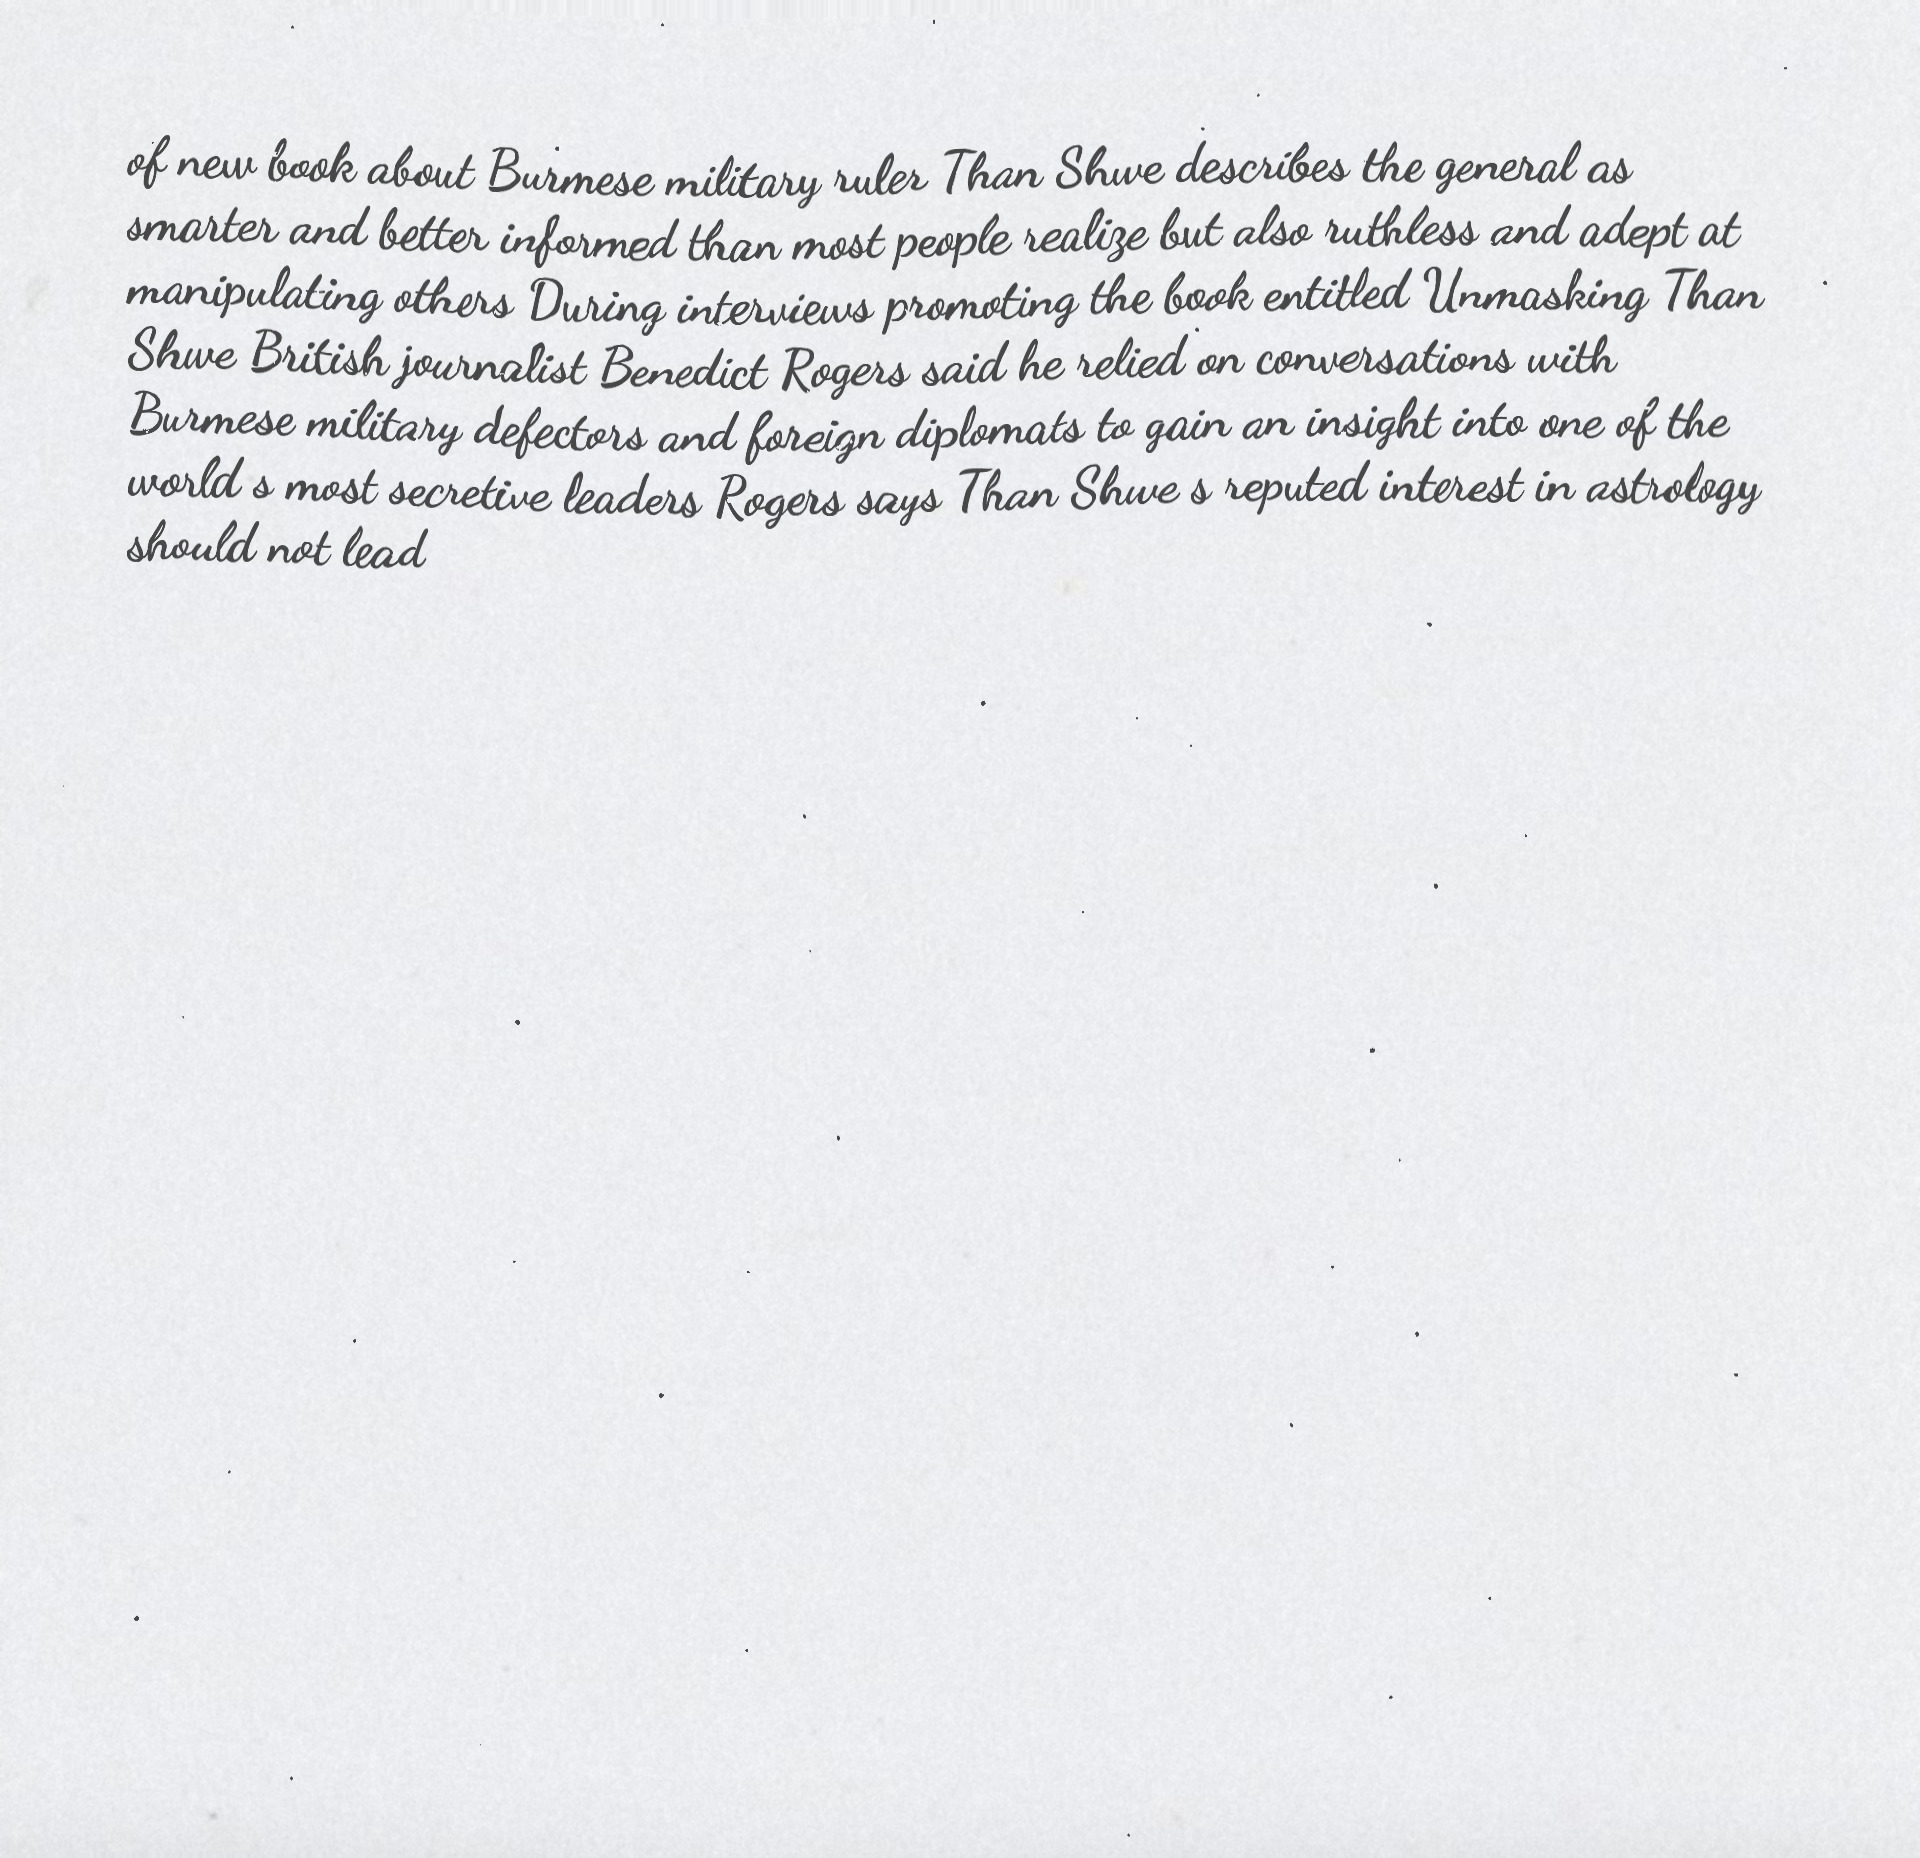 of new book about Burmese military ruler Than Shwe describes the general as
smarter and better informed than most people realize but also ruthless and adept at
manipulating others During interviews promoting the book entitled Unmasking Than
Shwe British journalist Benedict Rogers said he relied on conversations with
Burmese military defectors and foreign diplomats to gain an insight into one of the
world s most secretive leaders Rogers says Than Shwe s reputed interest in astrology
should not lead